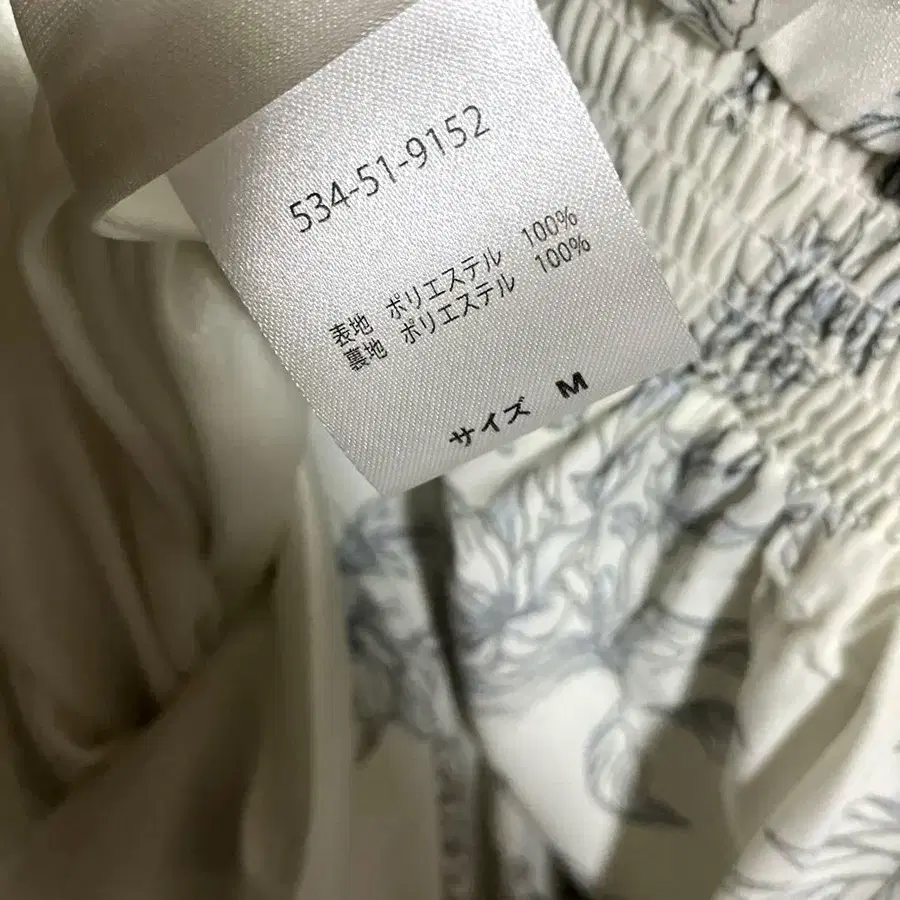 534-51-9152
表地 ポリエステル 100%
裏地 ポリエステル 100%
サイズ M